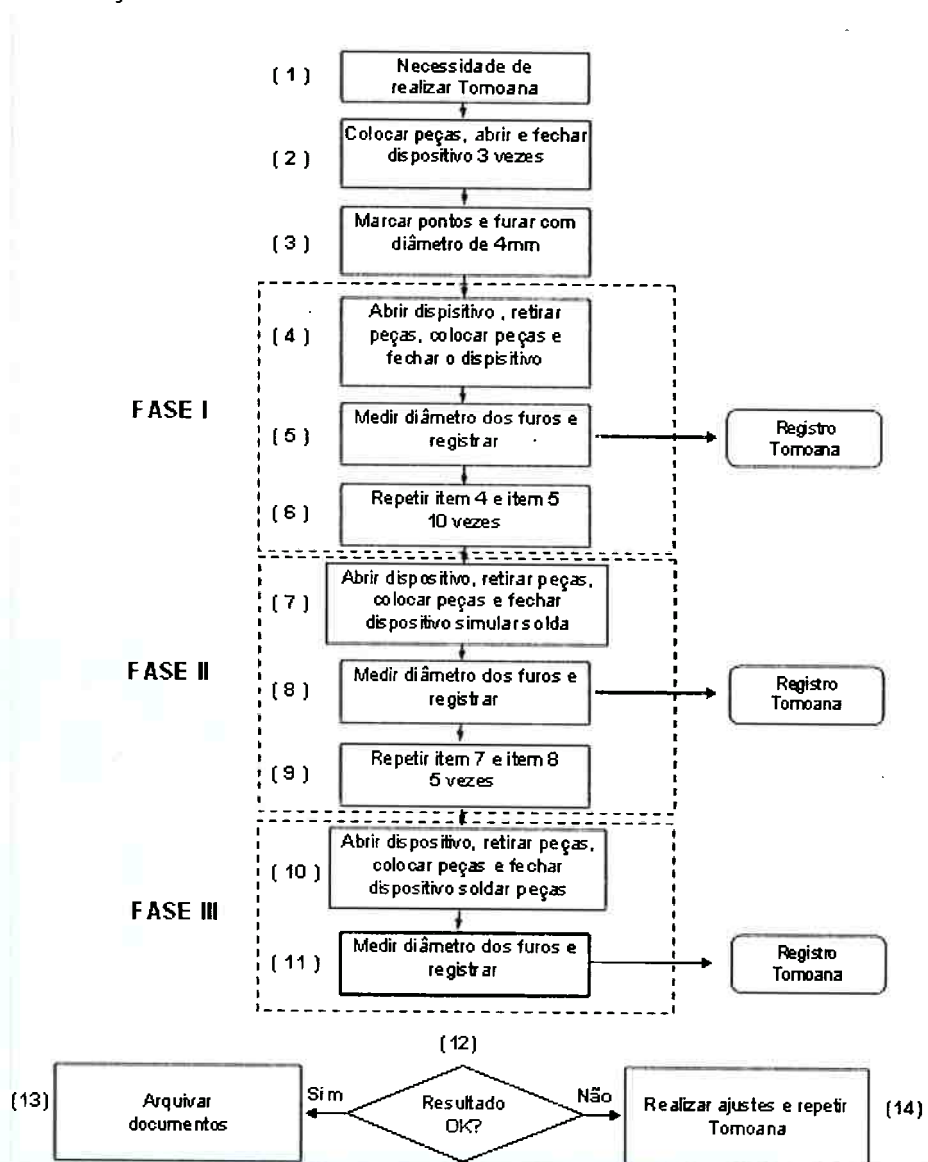 (1)
Necessidade de
realizar Tomoana
(2)
Colocar peças, abrir e fechar
dispositivo 3 vezes
(3)
Marcar pontos e furar com
diâmetro de 4mm
FASE I
(4)
Abrir dispisitivo , retirar
peças, colocar peças e
fechar o dispisitivo
(5)
Medir diâmetro dos furos e
registrar
Registro
Tomoana
(6)
Repetir item 4 e item 5
10 vezes
FASE II
(7)
Abrir dispositivo, retirar peças,
colocar peças e fechar
dispositivo simular solda
(8)
Medir diâmetro dos furos e
registrar
Registro
Tomoana
(9)
Repetir item 7 e item 8
5 vezes
FASE III
(10)
Abrir dispositivo, retirar peças,
colocar peças e fechar
dispositivo soldar peças
(11)
Medir diâmetro dos furos e
registrar
Registro
Tomoana
(12)
Resultado
OK?
Sim
Não
(13)
Arquivar
documentos
Realizar ajustes e repetir
Tomoana
(14)